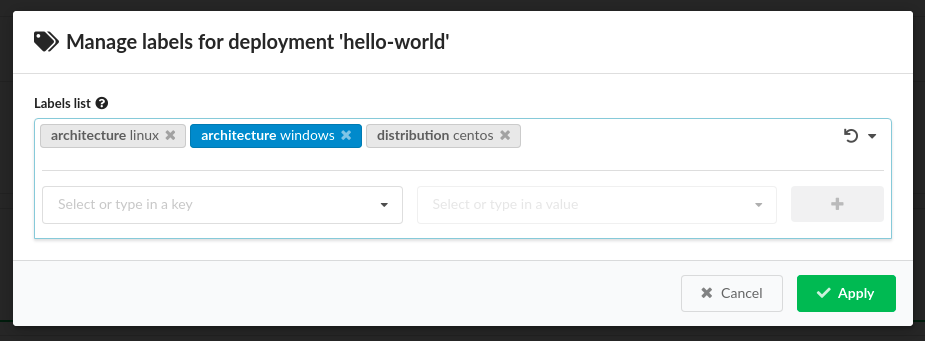 Manage labels for deployment 'hello-world'
Labels list
architecture linux architecture windows distribution centos
Select or type in a key Select or type in a value
Cancel Apply